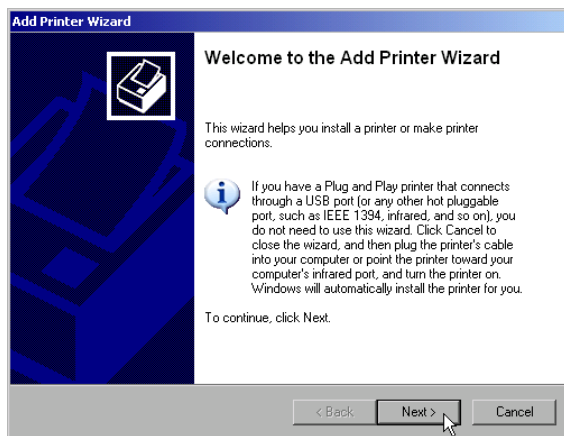 Add Printer Wizard
Welcome to the Add Printer Wizard
This wizard helps you install a printer or make printer
connections.
If you have a Plug and Play printer that connects
through a USB port (or any other hot pluggable
port, such as IEEE 1394, infrared, and so on), you
do not need to use this wizard. Click Cancel to
close the wizard, and then plug the printer's cable
into your computer or point the printer toward your
computer's infrared port, and turn the printer on.
Windows will automatically install the printer for you.
To continue, click Next.
< Back Next > Cancel